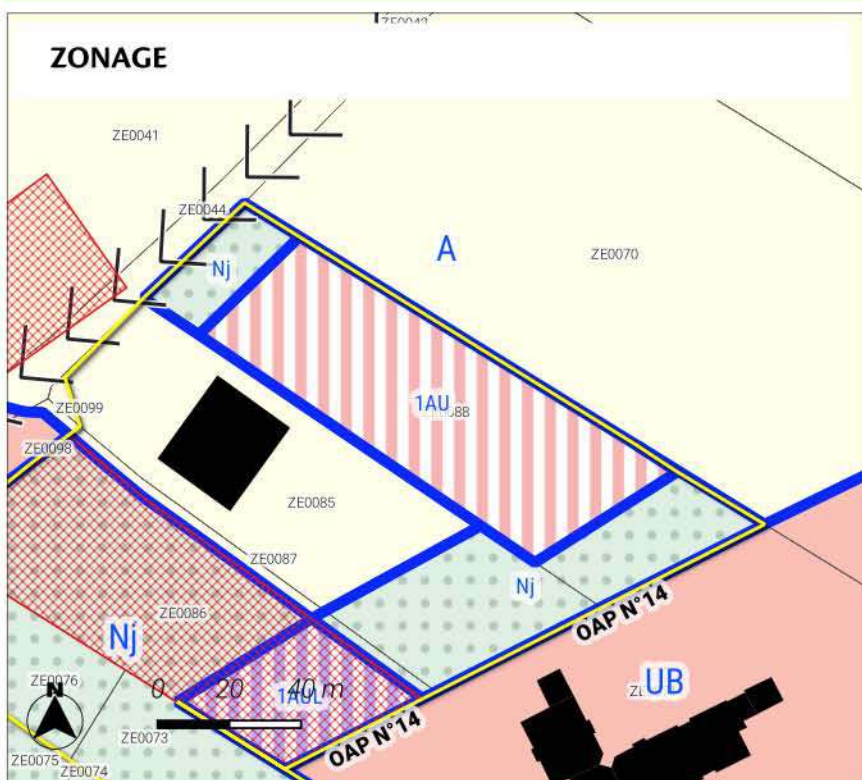 ZONAGE
ZE0041
ZE0044
A
ZE0070
Nj
1AU
ZE0099
ZE0098
ZE0085
ZE0087
Nj
ZE0086
OAP N°14
Nj
ZE0076
UB
N
0 20 40 m
1AUL
ZE0073
OAP N°14
ZE0075
ZE0074